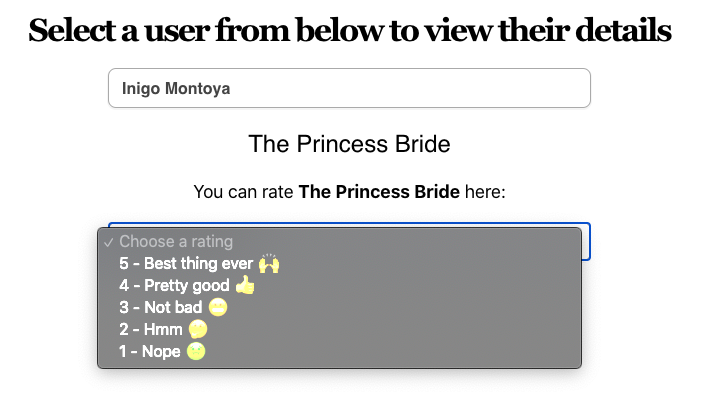 Select a user from below to view their details
Inigo Montoya
The Princess Bride
You can rate The Princess Bride here:
✓ Choose a rating
5 - Best thing ever 🙌
4 - Pretty good 👍
3 - Not bad 😬
2 - Hmm 🤔
1 - Nope 😠